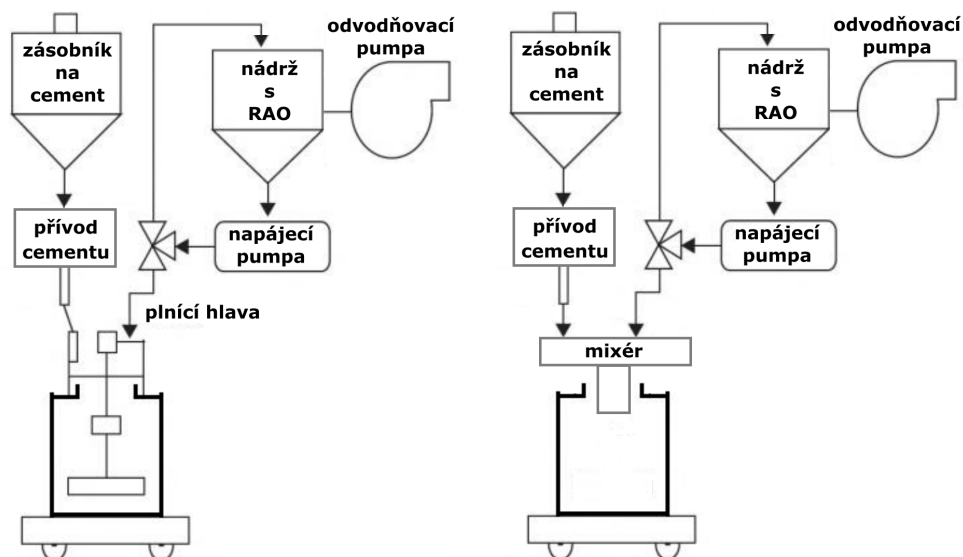 zásobník
na
cement
nádrž
s
RAO
odvodňovací
pumpa
přívod
cementu
napájecí
pumpa
plnící hlava
zásobník
na
cement
nádrž
s
RAO
odvodňovací
pumpa
přívod
cementu
napájecí
pumpa
mixér